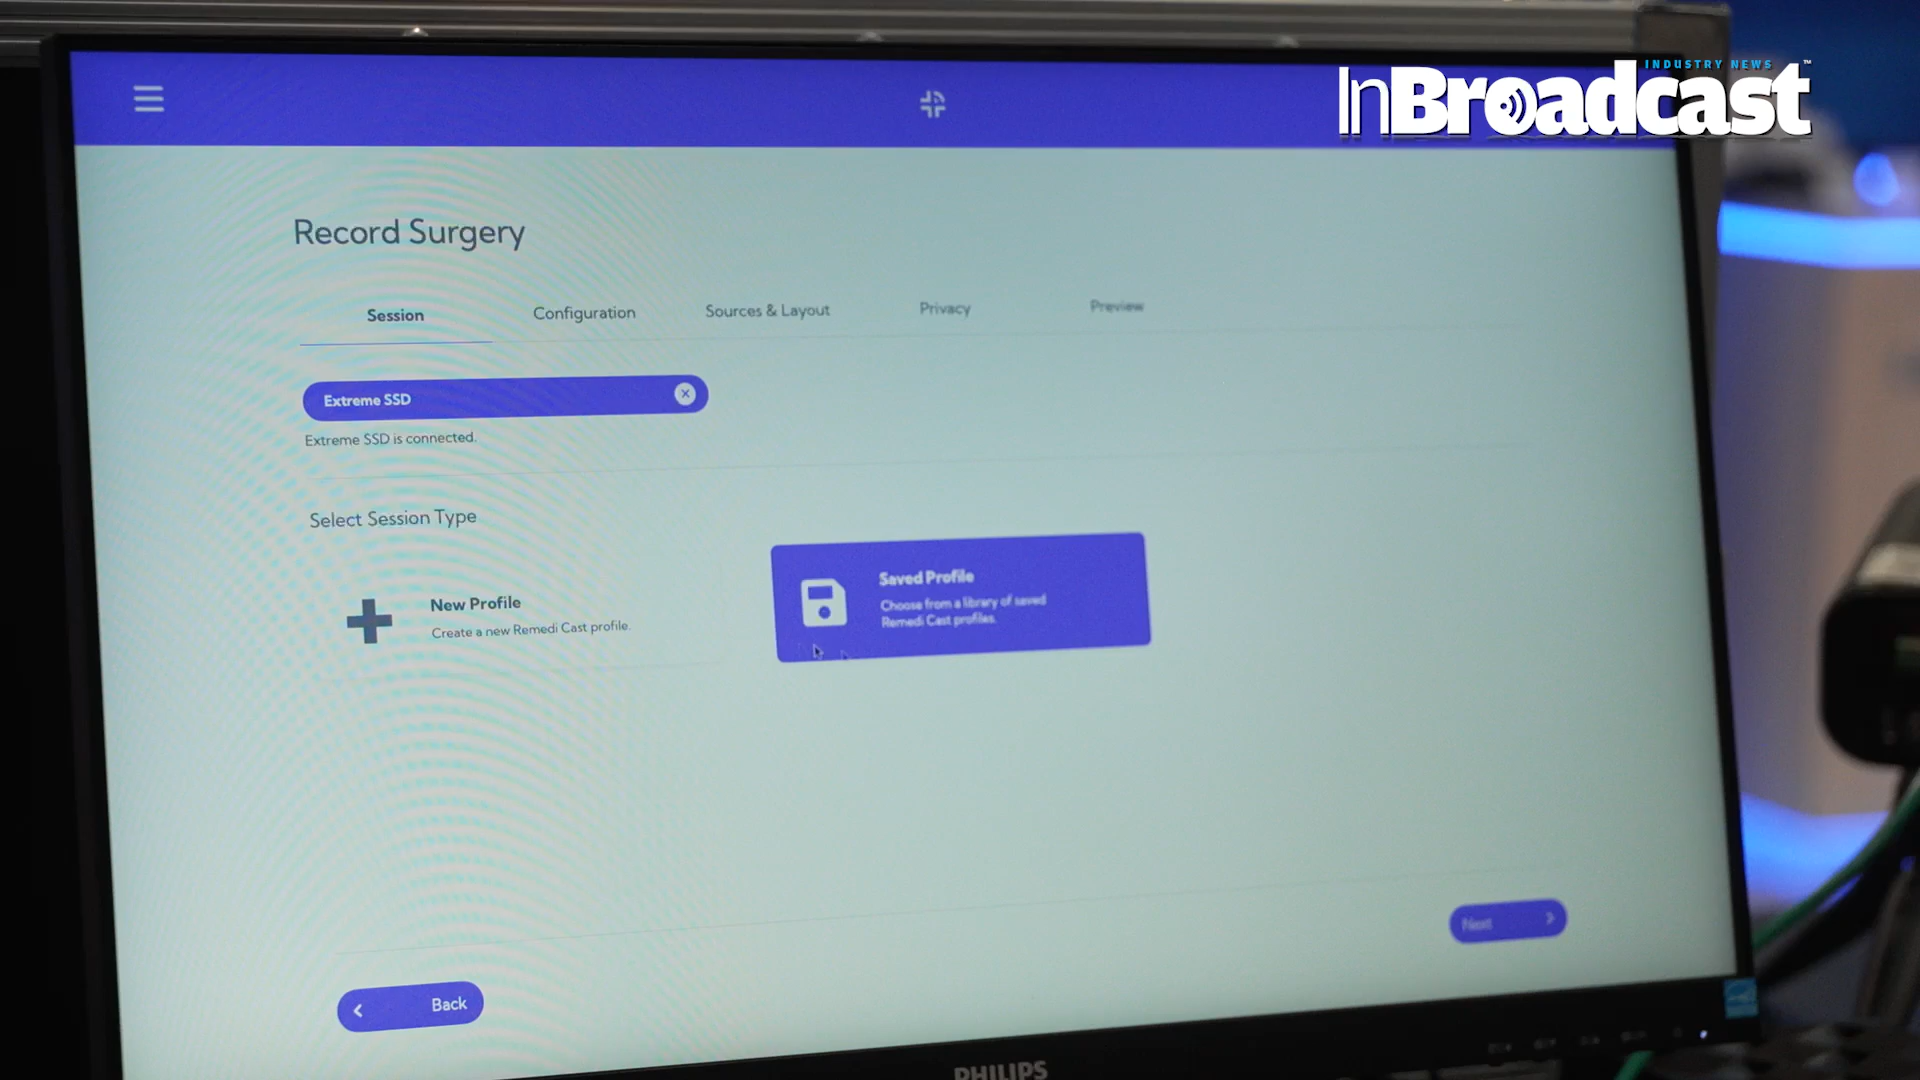 INDUSTRY NEWS
InBroadcast™
Record Surgery
Session
Configuration
Sources & Layout
Privacy
Preview
Extreme SSD
Extreme SSD is connected.
Select Session Type
New Profile
Create a new Remedi Cast profile.
Saved Profile
Choose from a library of saved
Remedi Cast profiles.
Next
Back
PHILIPS